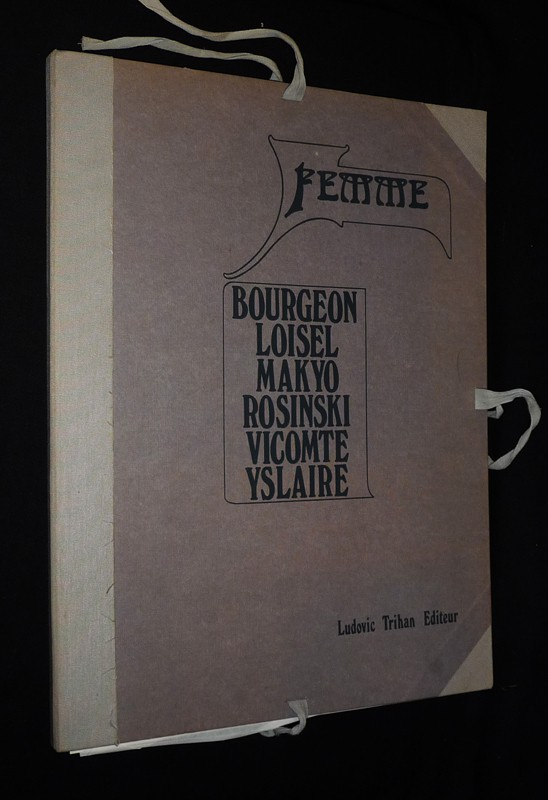 FEMME
BOURGEON
LOISEL
MAKYO
ROSINSKI
VICOMTE
YSLAIRE
Ludovic Trihan Editeur